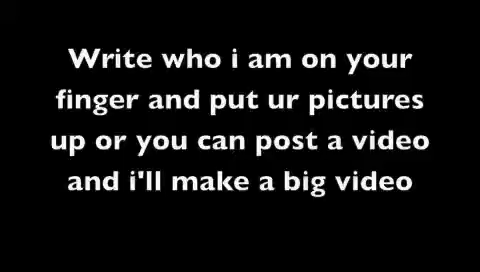 Write who i am on your
finger and put ur pictures
up or you can post a video
and i'll make a big video